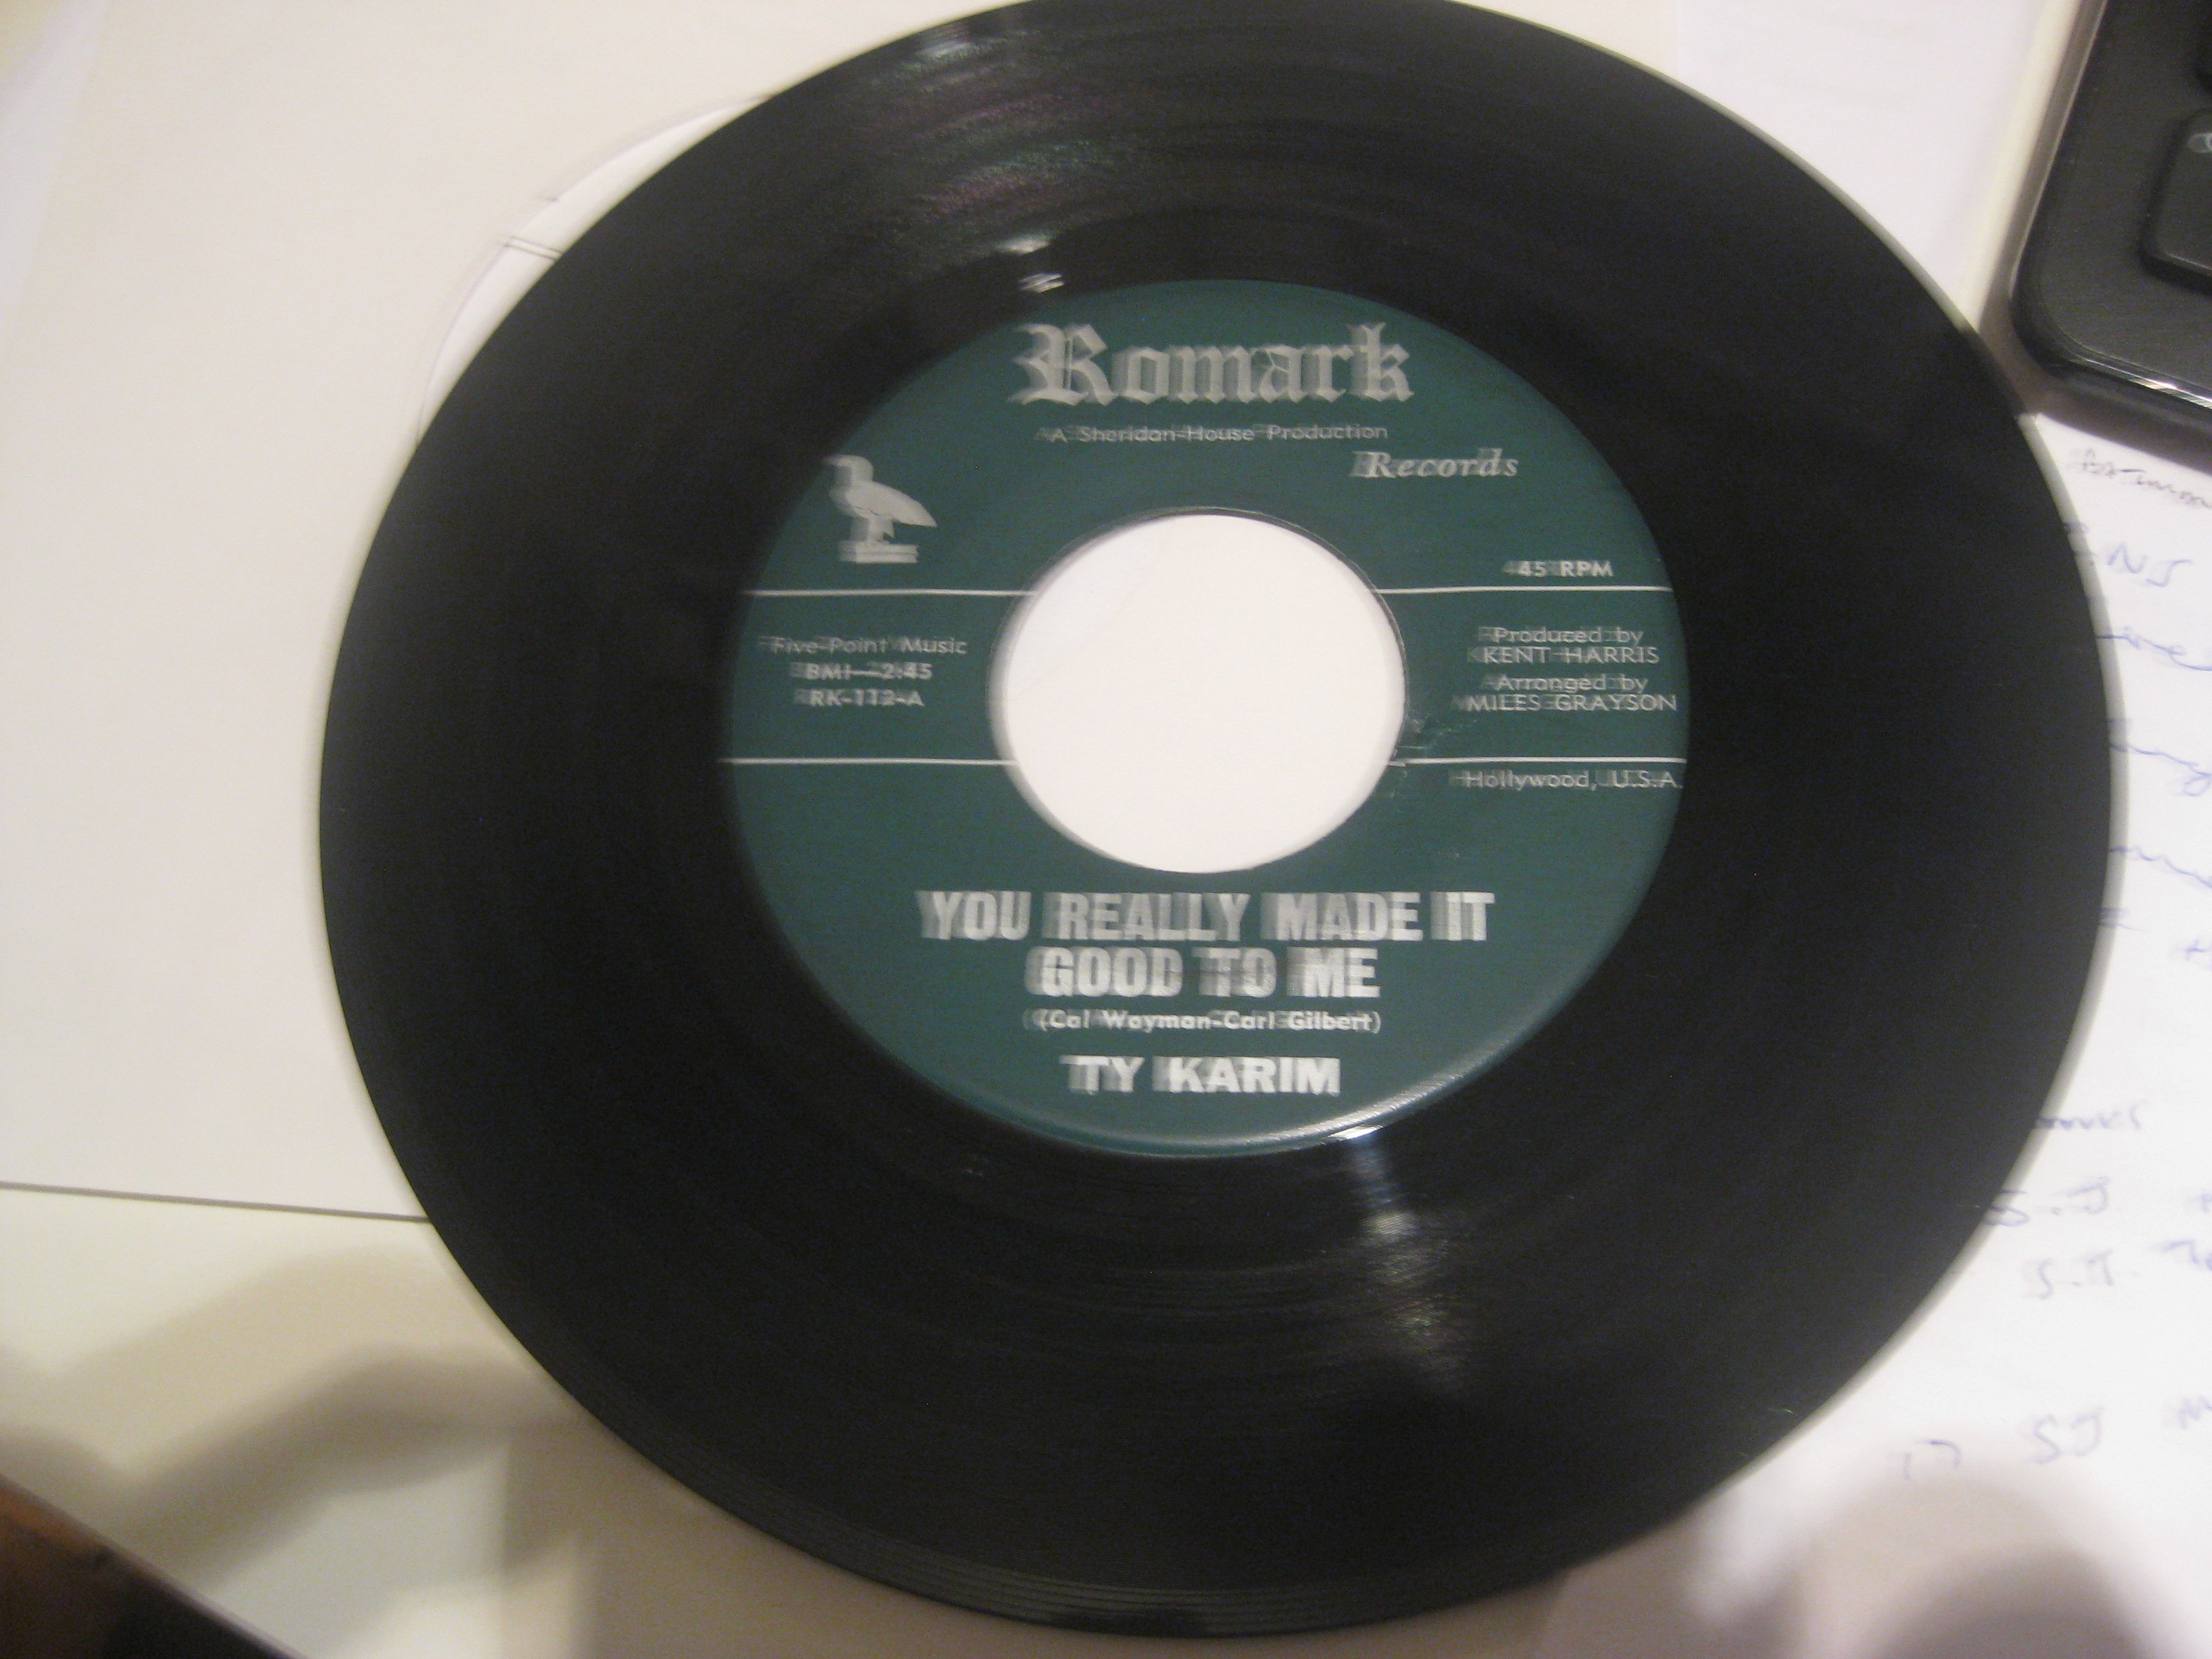 Romark
A Sheridan-House Production
Records
45 RPM
Five-Point Music
BMI—2:45
RK-112-A
Produced by
KENT HARRIS
Arranged by
MILES GRAYSON
Hollywood, U.S.A.
YOU REALLY MADE IT
GOOD TO ME
(Cal Wayman-Carl Gilbert)
TY KARIM